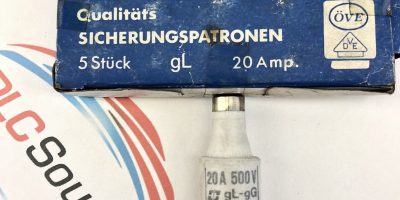 Qualitäts
SICHERUNGSPATRONEN
5 Stück gL 20 Amp.
ÖVE
VDE
20A 500V
gL-gG
PLC Sou